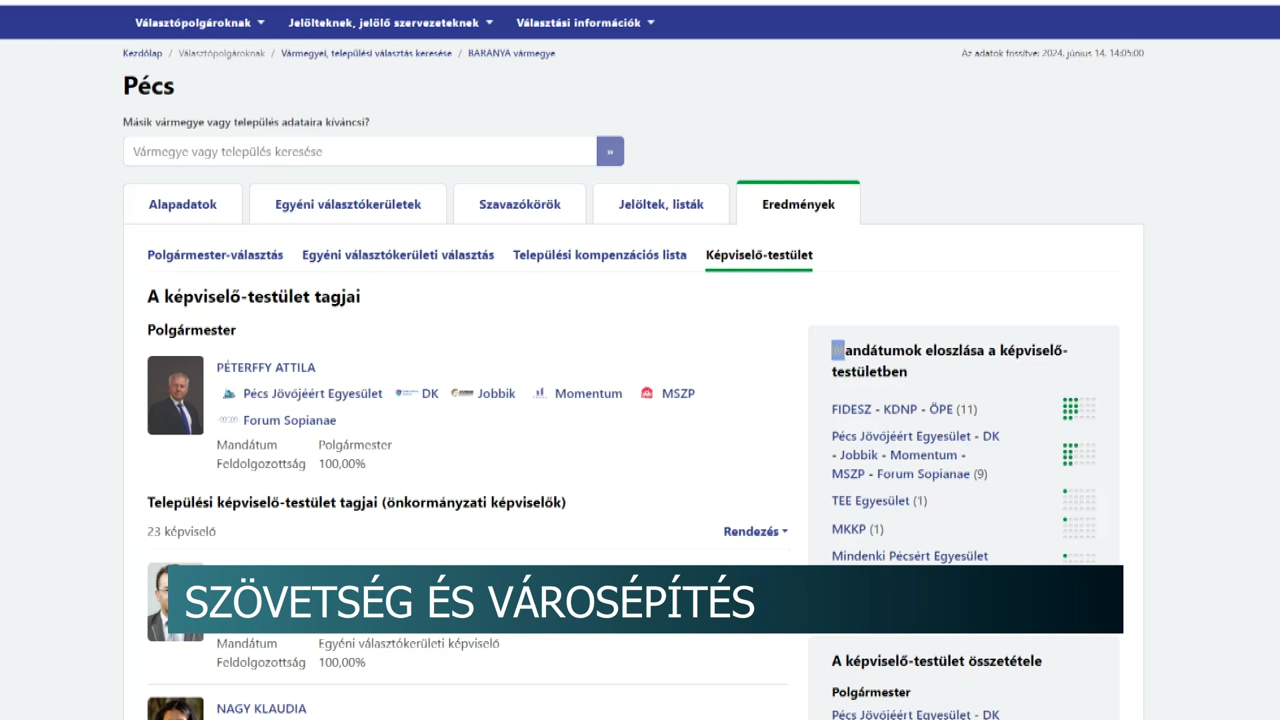 Választópolgároknak Jelölteknek, jelölő szervezeteknek Választási információk
Kezdőlap / Választópolgároknak / Vármegyei, települési választás keresése / BARANYA vármegye
Az adatok frissítve: 2024. június 14. 14:05:00
Pécs
Másik vármegye vagy település adataira kíváncsi?
Vármegye vagy település keresése »
Alapadatok Egyéni választókerületek Szavazókörök Jelöltek, listák Eredmények
Polgármester-választás Egyéni választókerületi választás Települési kompenzációs lista Képviselő-testület
A képviselő-testület tagjai
Polgármester
PÉTERFFY ATTILA
Pécs Jövőjéért Egyesület DK Jobbik Momentum MSZP
Forum Sopianae
Mandátum Polgármester
Feldolgozottság 100,00%
Települési képviselő-testület tagjai (önkormányzati képviselők)
23 képviselő
Rendezés
Mandátum Egyéni választókerületi képviselő
Feldolgozottság 100,00%
NAGY KLAUDIA
Mandátumok eloszlása a képviselő-
testületben
FIDESZ - KDNP - ÖPE (11)
Pécs Jövőjéért Egyesület - DK
- Jobbik - Momentum -
MSZP - Forum Sopianae (9)
TEE Egyesület (1)
MKKP (1)
Mindenki Pécsért Egyesület
SZÖVETSÉG ÉS VÁROSÉPÍTÉS
A képviselő-testület összetétele
Polgármester
Pécs Jövőjéért Egyesület - DK